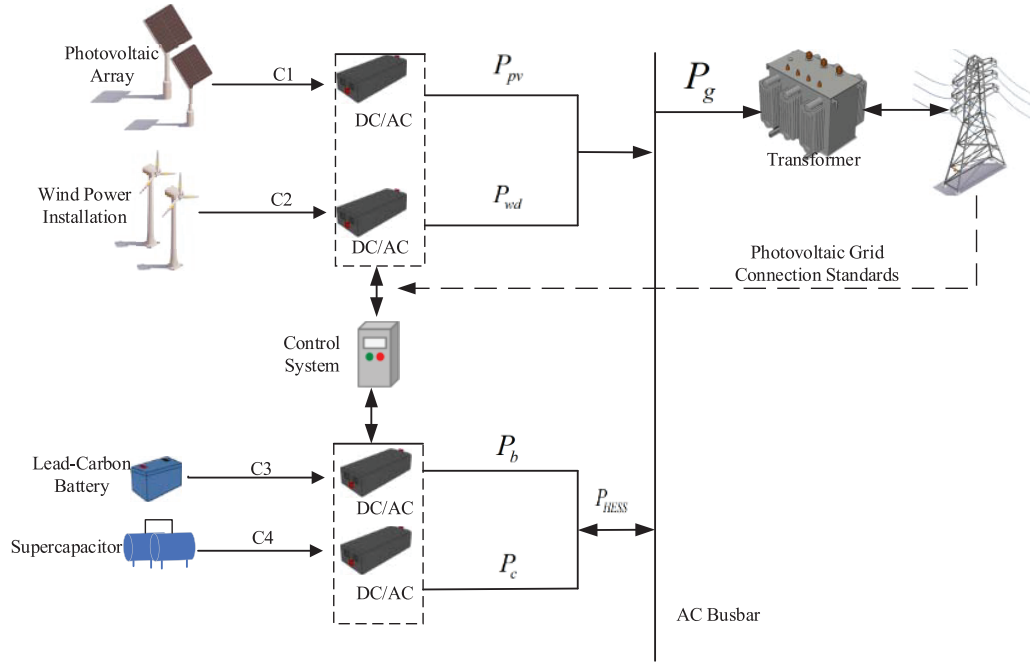 Photovoltaic
Array
C1
DC/AC
P_pv
P_g
Transformer
Wind Power
Installation
C2
DC/AC
P_wd
Photovoltaic Grid
Connection Standards
Control
System
Lead-Carbon
Battery
C3
DC/AC
P_b
P_HESS
Supercapacitor
C4
DC/AC
P_c
AC Busbar